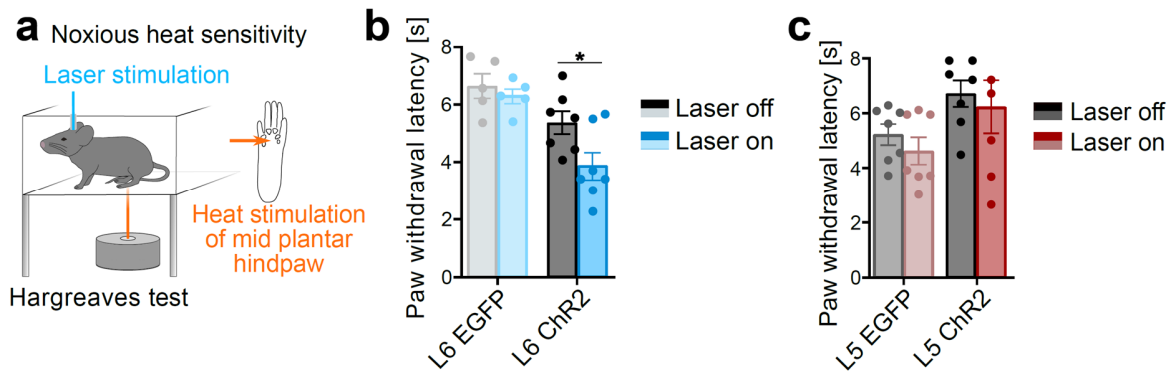 a
Noxious heat sensitivity
Laser stimulation
Heat stimulation
of mid plantar
hindpaw
Hargreaves test
b
Paw withdrawal latency [s]
8
6
4
2
0
*
L6 EGFP
L6 ChR2
Laser off
Laser on
c
Paw withdrawal latency [s]
8
6
4
2
0
L5 EGFP
L5 ChR2
Laser off
Laser on